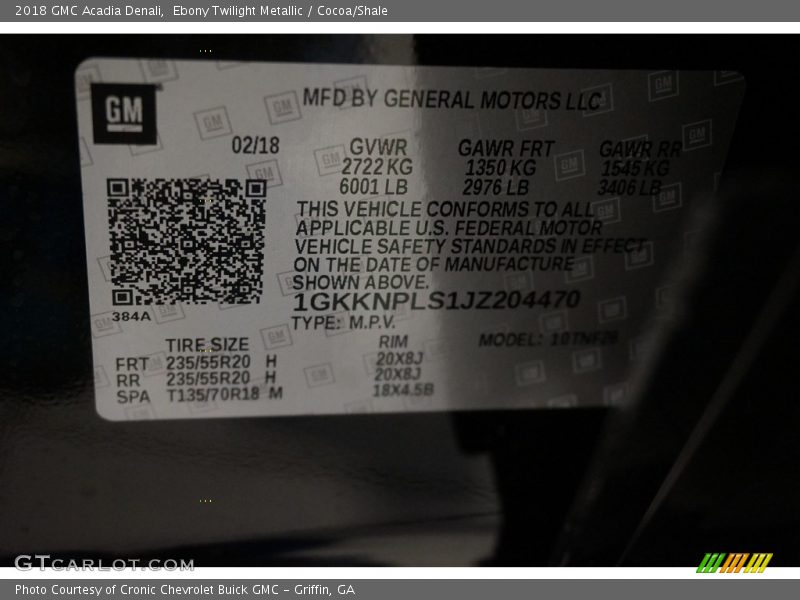 2018 GMC Acadia Denali, Ebony Twilight Metallic / Cocoa/Shale
GM
MFD BY GENERAL MOTORS LLC
02/18
GVWR GAWR FRT GAWR RR
2722 KG 1350 KG 1545 KG
6001 LB 2976 LB 3406 LB
THIS VEHICLE CONFORMS TO ALL
APPLICABLE U.S. FEDERAL MOTOR
VEHICLE SAFETY STANDARDS IN EFFECT
ON THE DATE OF MANUFACTURE
SHOWN ABOVE.
1GKKNPLS1JZ204470
384A
TYPE: M.P.V.
TIRE SIZE RIM MODEL:
FRT 235/55R20 H 20X8J
RR 235/55R20 H 20X8J
SPA T135/70R18 M 18X4.5B
GTCARLOT.COM
Photo Courtesy of Cronic Chevrolet Buick GMC - Griffin, GA